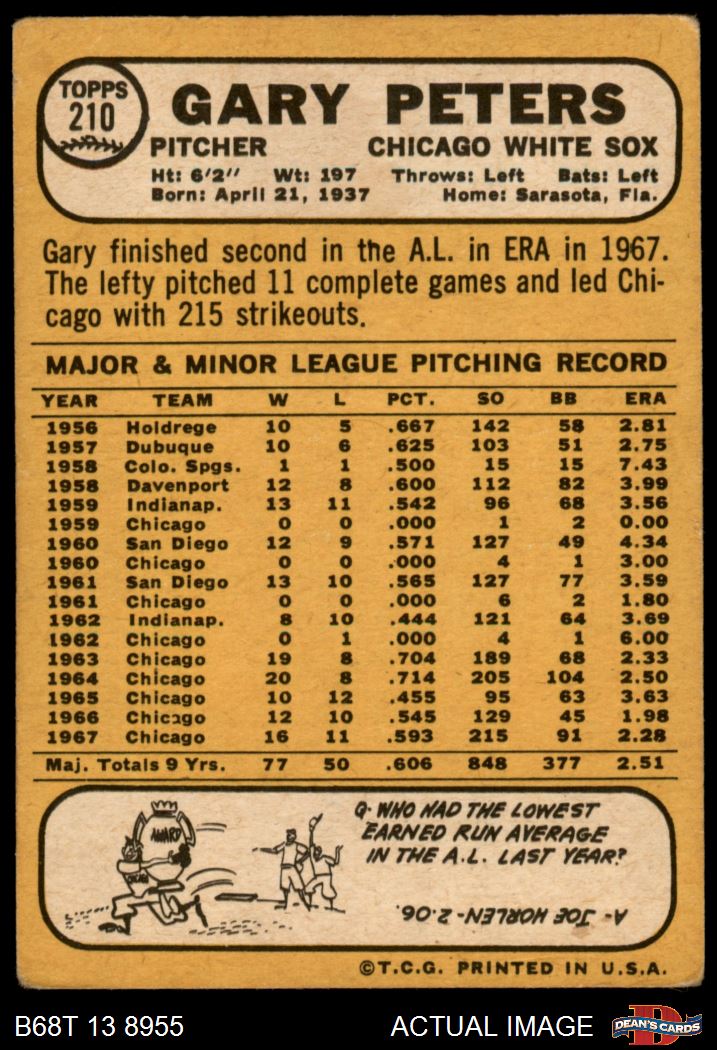 TOPPS
210
GARY PETERS
PITCHER CHICAGO WHITE SOX
Ht: 6'2" Wt: 197 Throws: Left Bats: Left
Born: April 21, 1937 Home: Sarasota, Fla.
Gary finished second in the A.L. in ERA in 1967.
The lefty pitched 11 complete games and led Chi-
cago with 215 strikeouts.
MAJOR & MINOR LEAGUE PITCHING RECORD
YEAR TEAM W L PCT. SO BB ERA
1956 Holdrege 10 5 .667 142 58 2.81
1957 Dubuque 10 6 .625 103 51 2.75
1958 Colo. Spgs. 1 1 .500 15 15 7.43
1958 Davenport 12 8 .600 112 82 3.99
1959 Indianap. 13 11 .542 96 68 3.56
1959 Chicago 0 0 .000 1 2 0.00
1960 San Diego 12 9 .571 127 49 4.34
1960 Chicago 0 0 .000 4 1 3.00
1961 San Diego 13 10 .565 127 77 3.59
1961 Chicago 0 0 .000 6 2 1.80
1962 Indianap. 8 10 .444 121 64 3.69
1962 Chicago 0 1 .000 4 1 6.00
1963 Chicago 19 8 .704 189 68 2.33
1964 Chicago 20 8 .714 205 104 2.50
1965 Chicago 10 12 .455 95 63 3.63
1966 Chicago 12 10 .545 129 45 1.98
1967 Chicago 16 11 .593 215 91 2.28
Maj. Totals 9 Yrs. 77 50 .606 848 377 2.51
AWARD
CHICAGO
Q- WHO HAD THE LOWEST
EARNED RUN AVERAGE
IN THE A.L. LAST YEAR?
A- JOE HORLEN-2.06.
©T.C.G. PRINTED IN U.S.A.
B68T 13 8955 ACTUAL IMAGE
D
DEAN'S CARDS